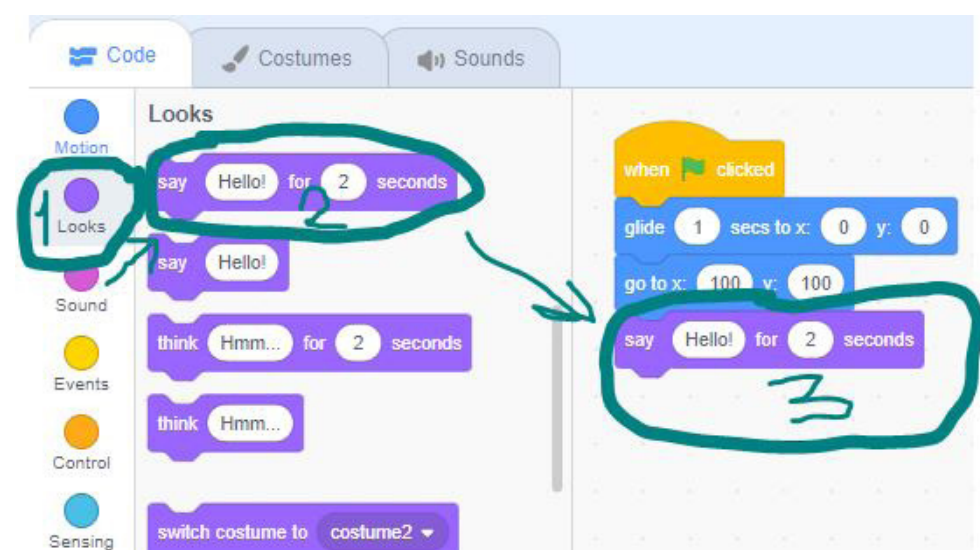 Code
Costumes
Sounds
Motion
Looks
Sound
Events
Control
Sensing
Looks
say Hello! for 2 seconds
say Hello!
think Hmm... for 2 seconds
think Hmm...
switch costume to costume2
when clicked
glide 1 secs to x: 0 y: 0
go to x: 100 y: 100
say Hello! for 2 seconds
1
2
3